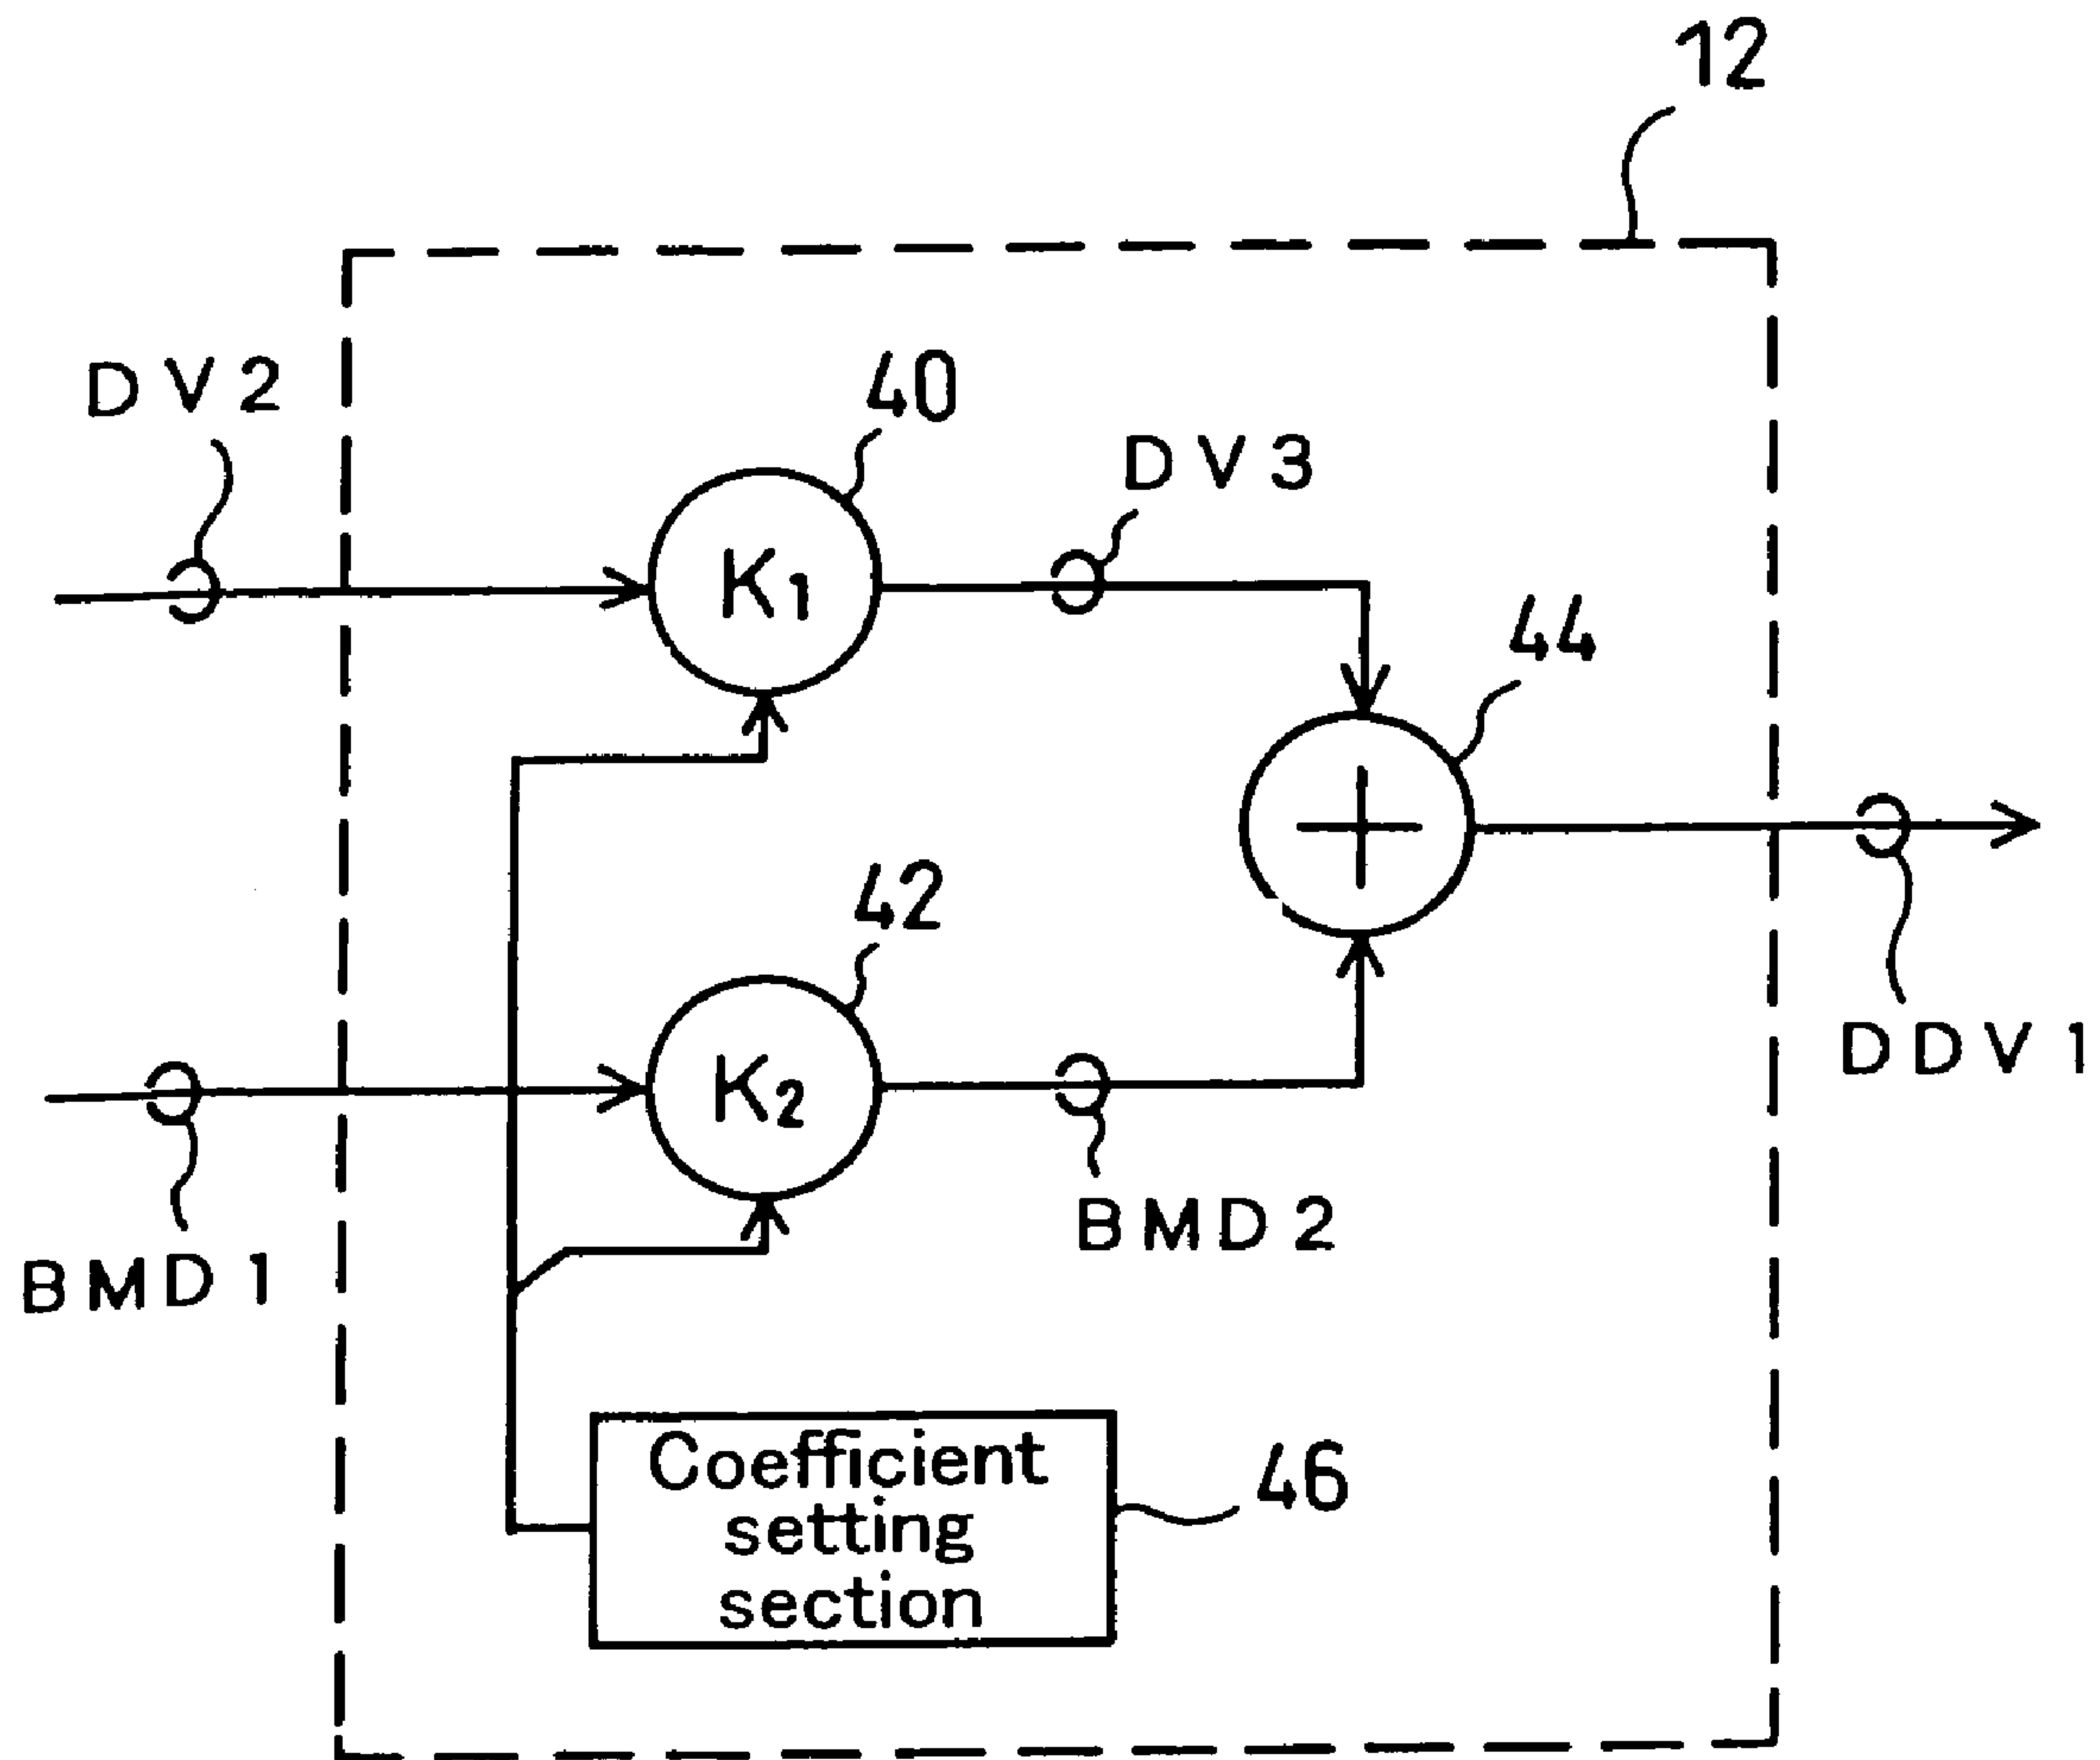 12
DV2
40
DV3
K1
44
42
DDV1
K2
BMD2
BMD1
Coefficient
setting
section
46